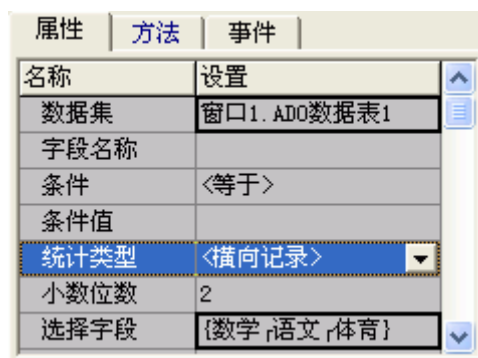 属性 方法 事件
名称 设置
数据集 窗口1.ADO数据表1
字段名称
条件 <等于>
条件值
统计类型 <横向记录>
小数位数 2
选择字段 {数学┌语文┌体育}